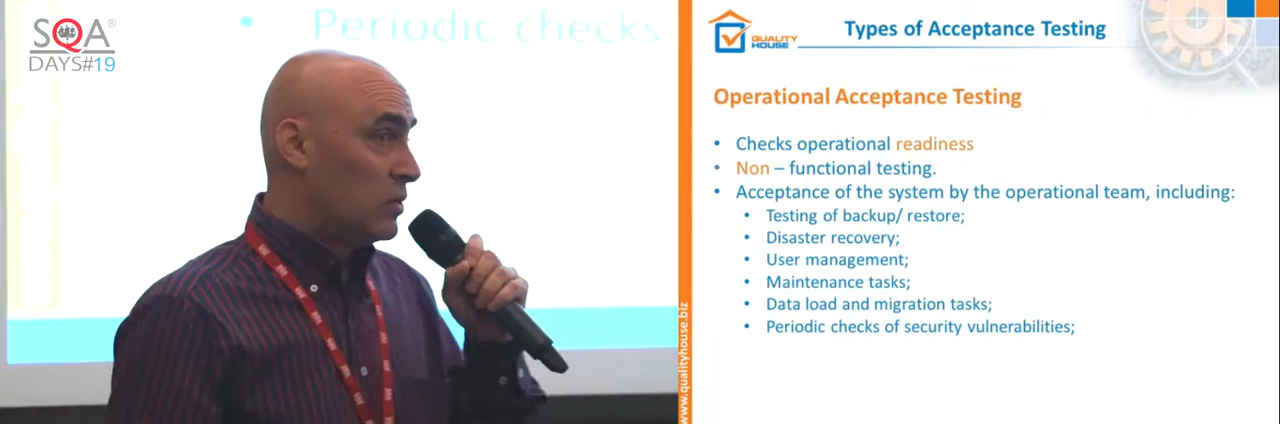 SQA®
DAYS#19
• Periodic checks
QUALITY
HOUSE
Types of Acceptance Testing
Operational Acceptance Testing
• Checks operational readiness
• Non – functional testing.
• Acceptance of the system by the operational team, including:
• Testing of backup/ restore;
• Disaster recovery;
• User management;
• Maintenance tasks;
• Data load and migration tasks;
• Periodic checks of security vulnerabilities;
www.qualityhouse.biz